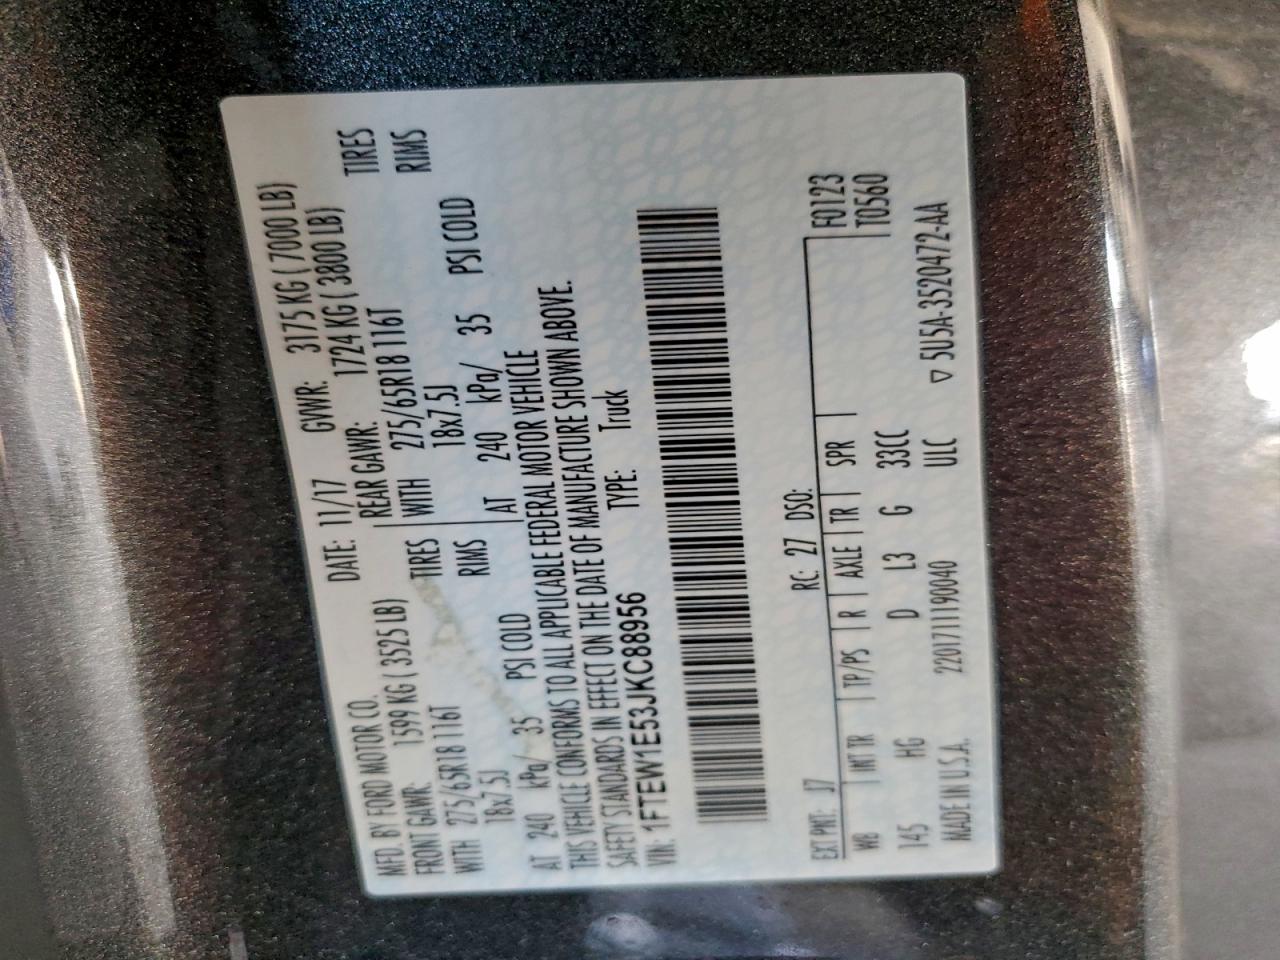 MFD. BY FORD MOTOR CO.
DATE: 11/17 GVWR: 3175 KG ( 7000 LB)
FRONT GAWR: 1599 KG ( 3525 LB) REAR GAWR: 1724 KG ( 3800 LB)
WITH 275/65R18 116T TIRES WITH 275/65R18 116T TIRES
18x7.5J RIMS 18x7.5J RIMS
AT 240 kPa/ 35 PSI COLD AT 240 kPa/ 35 PSI COLD
THIS VEHICLE CONFORMS TO ALL APPLICABLE FEDERAL MOTOR VEHICLE
SAFETY STANDARDS IN EFFECT ON THE DATE OF MANUFACTURE SHOWN ABOVE.
VIN: 1FTEW1E53JKC88956 TYPE: Truck
F0123
EXT PNT: J7 RC: 27 DSO: T0560
WB INT TR TP/PS R AXLE TR SPR
145 HG D L3 G 33CC
MADE IN U.S.A. 2201711190040 ULC ▽ 5U5A-3520472-AA